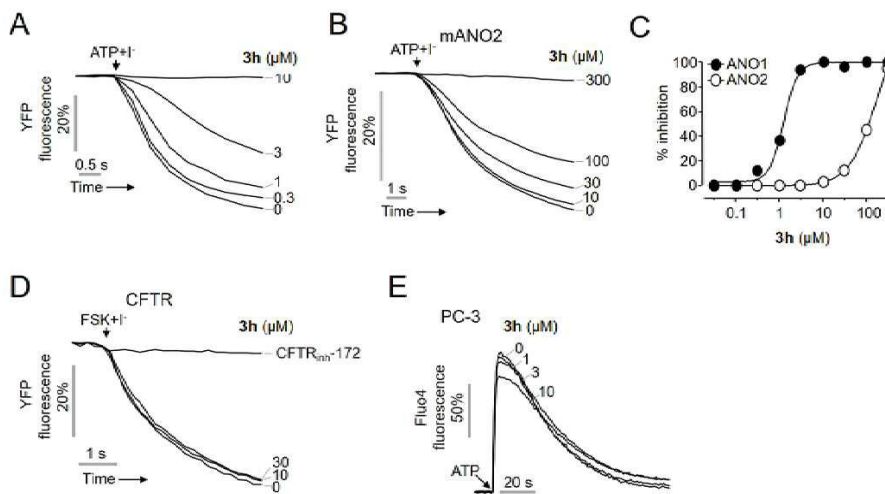 A
ATP+I-
3h (μM)
10
3
1
0.3
0
YFP
fluorescence
20%
0.5 s
Time
B
mANO2
ATP+I-
3h (μM)
300
100
30
10
0
YFP
fluorescence
20%
1 s
Time
C
ANO1
ANO2
% inhibition
100
80
60
40
20
0
0.1 1 10 100
3h (μM)
D
CFTR
FSK+I-
3h (μM)
CFTRinh-172
30
10
0
YFP
fluorescence
20%
1 s
Time
E
PC-3
3h (μM)
0
1
3
10
Fluo4
fluorescence
50%
ATP
20 s